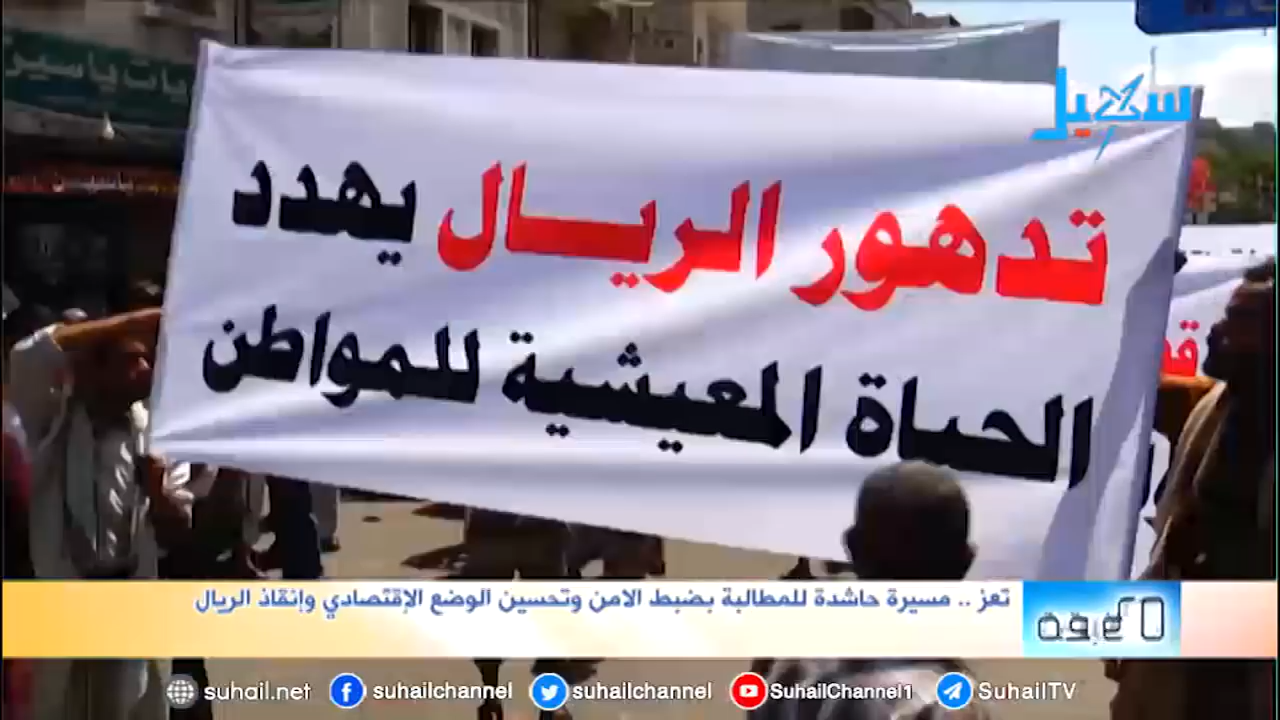 سهيل
تدهور الريال يهدد
الحياة المعيشية للمواطن
تعز .. مسيرة حاشدة للمطالبة بضبط الامن وتحسين الوضع الإقتصادي وإنقاذ الريال
suhail.net
suhailchannel
suhailchannel
SuhailChannel1
SuhailTV